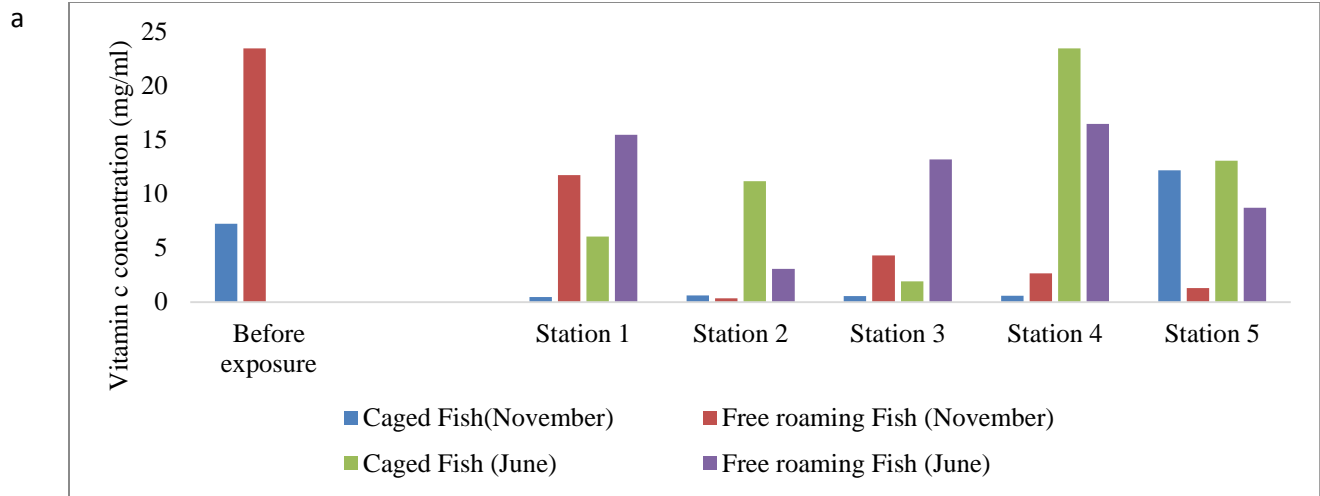 a
Vitamin c concentration (mg/ml)
25
20
15
10
5
0
Before exposure
Station 1
Station 2
Station 3
Station 4
Station 5
Caged Fish(November)
Free roaming Fish (November)
Caged Fish (June)
Free roaming Fish (June)